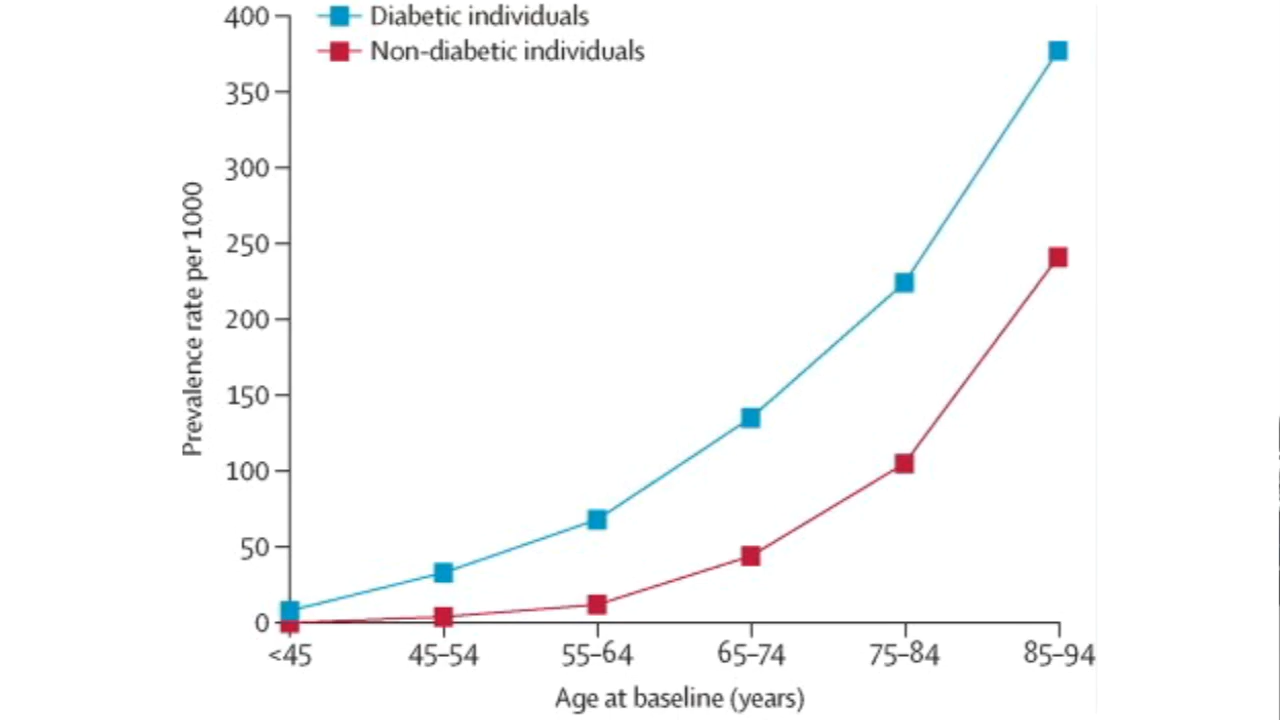 400
Diabetic individuals
Non-diabetic individuals
350
300
250
200
150
100
50
0
Prevalence rate per 1000
<45 45–54 55–64 65–74 75–84 85–94
Age at baseline (years)